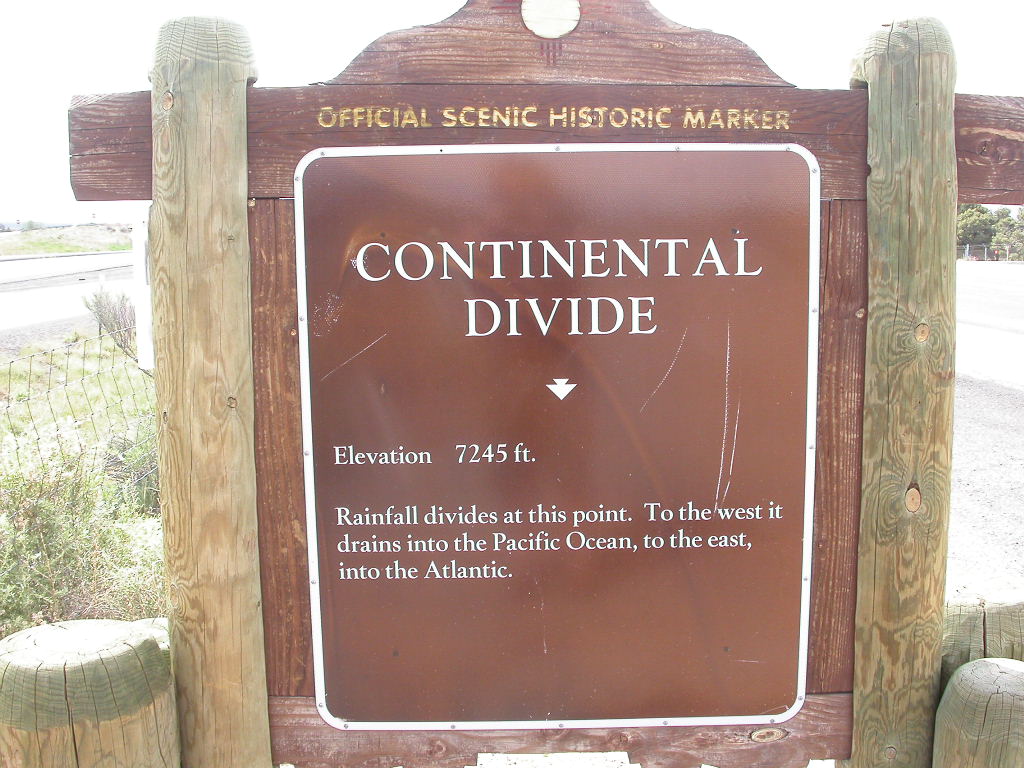 OFFICIAL SCENIC HISTORIC MARKER
CONTINENTAL
DIVIDE
Elevation 7245 ft.
Rainfall divides at this point. To the west it
drains into the Pacific Ocean, to the east,
into the Atlantic.